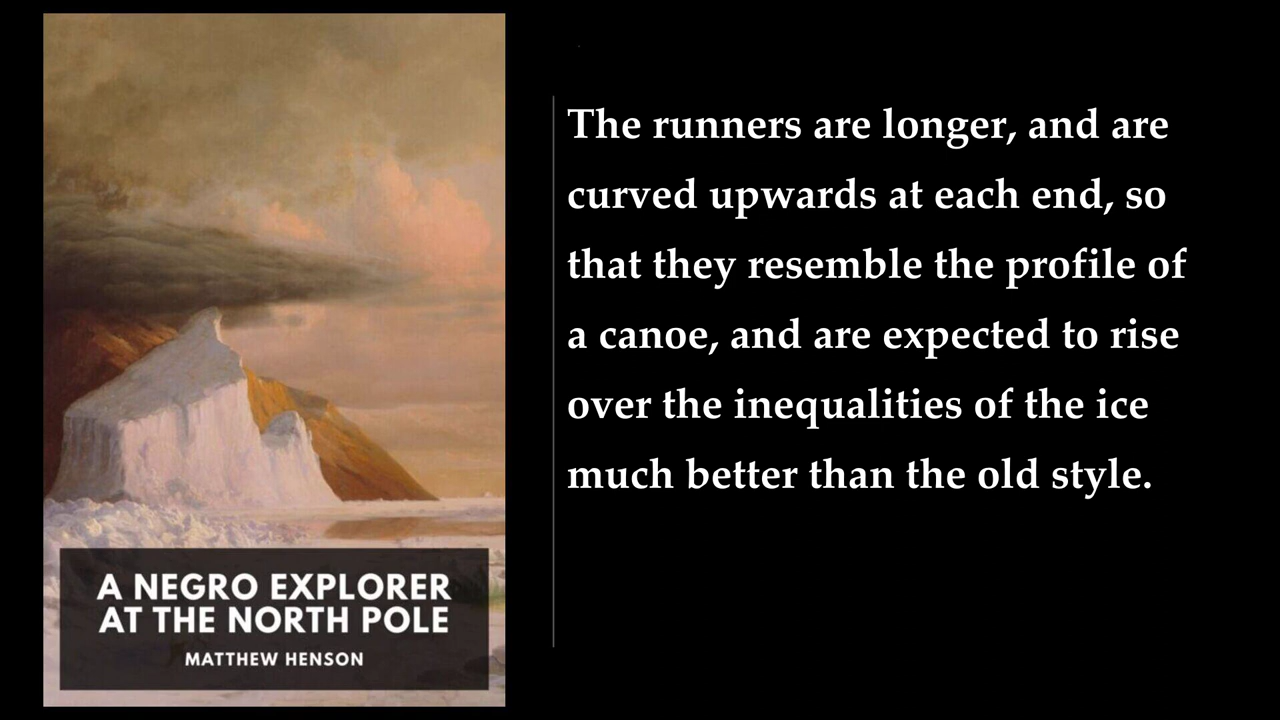 The runners are longer, and are
curved upwards at each end, so
that they resemble the profile of
a canoe, and are expected to rise
over the inequalities of the ice
much better than the old style.
A NEGRO EXPLORER
AT THE NORTH POLE
MATTHEW HENSON